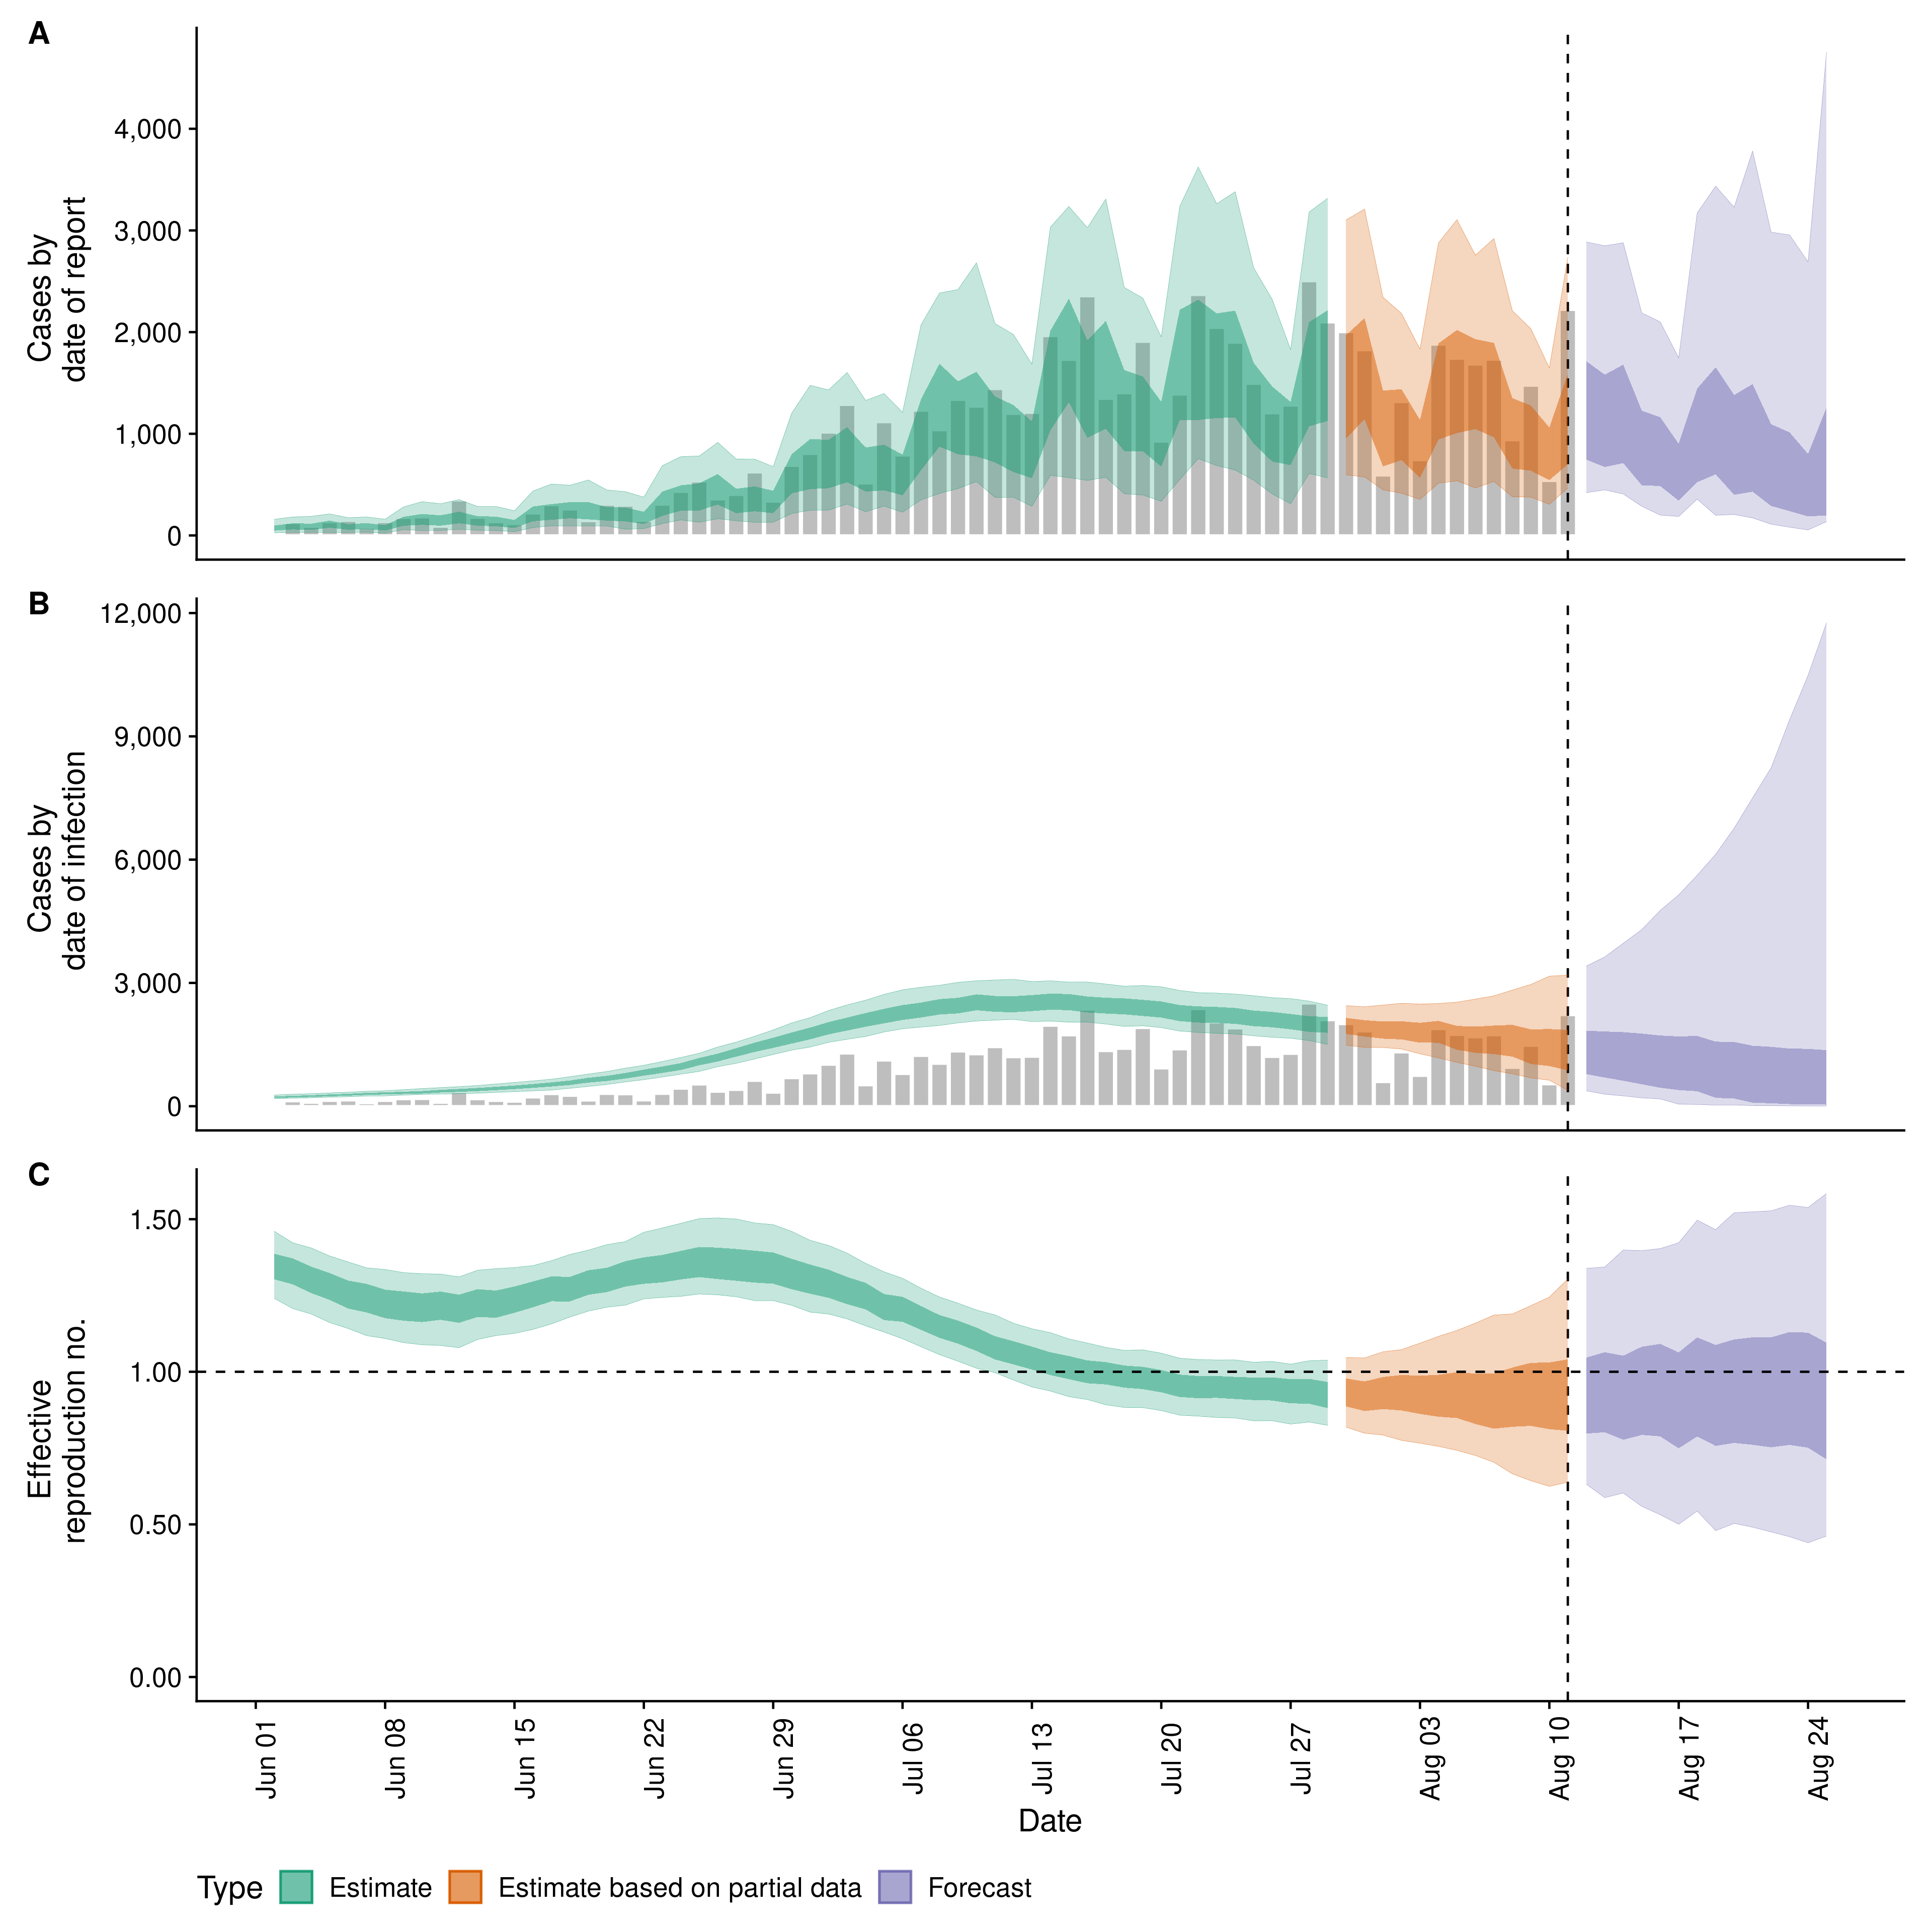 A
Cases by
date of report
4,000
3,000
2,000
1,000
0
B
Cases by
date of infection
12,000
9,000
6,000
3,000
0
C
Effective
reproduction no.
1.50
1.00
0.50
0.00
Jun 01
Jun 08
Jun 15
Jun 22
Jun 29
Jul 06
Jul 13
Jul 20
Jul 27
Aug 03
Aug 10
Aug 17
Aug 24
Date
Type Estimate Estimate based on partial data Forecast